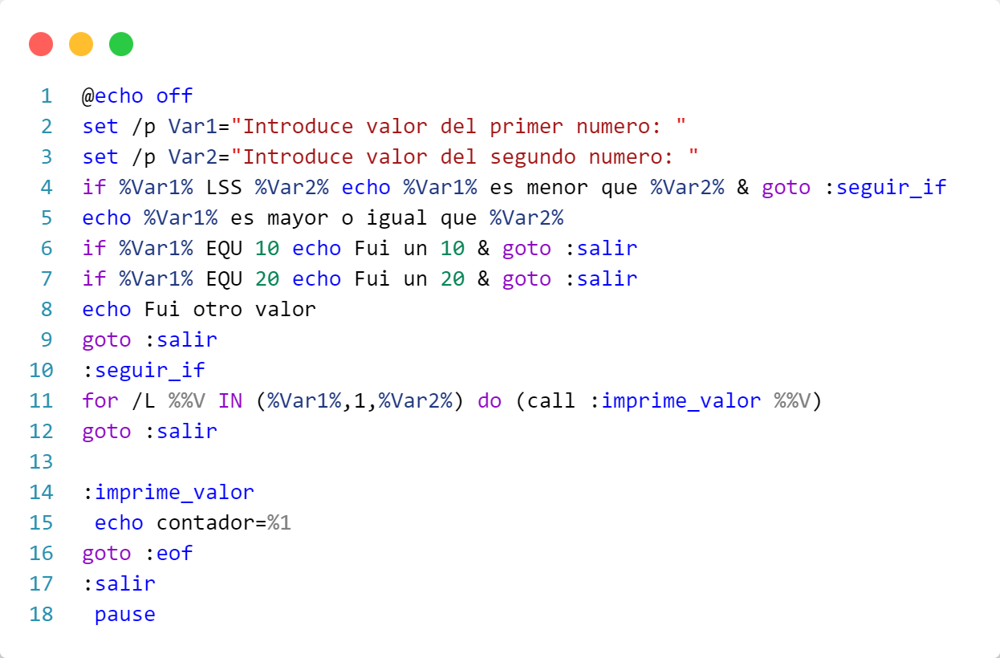 1 @echo off
2 set /p Var1="Introduce valor del primer numero: "
3 set /p Var2="Introduce valor del segundo numero: "
4 if %Var1% LSS %Var2% echo %Var1% es menor que %Var2% & goto :seguir_if
5 echo %Var1% es mayor o igual que %Var2%
6 if %Var1% EQU 10 echo Fui un 10 & goto :salir
7 if %Var1% EQU 20 echo Fui un 20 & goto :salir
8 echo Fui otro valor
9 goto :salir
10 :seguir_if
11 for /L %%V IN (%Var1%,1,%Var2%) do (call :imprime_valor %%V)
12 goto :salir
13
14 :imprime_valor
15  echo contador=%1
16 goto :eof
17 :salir
18  pause